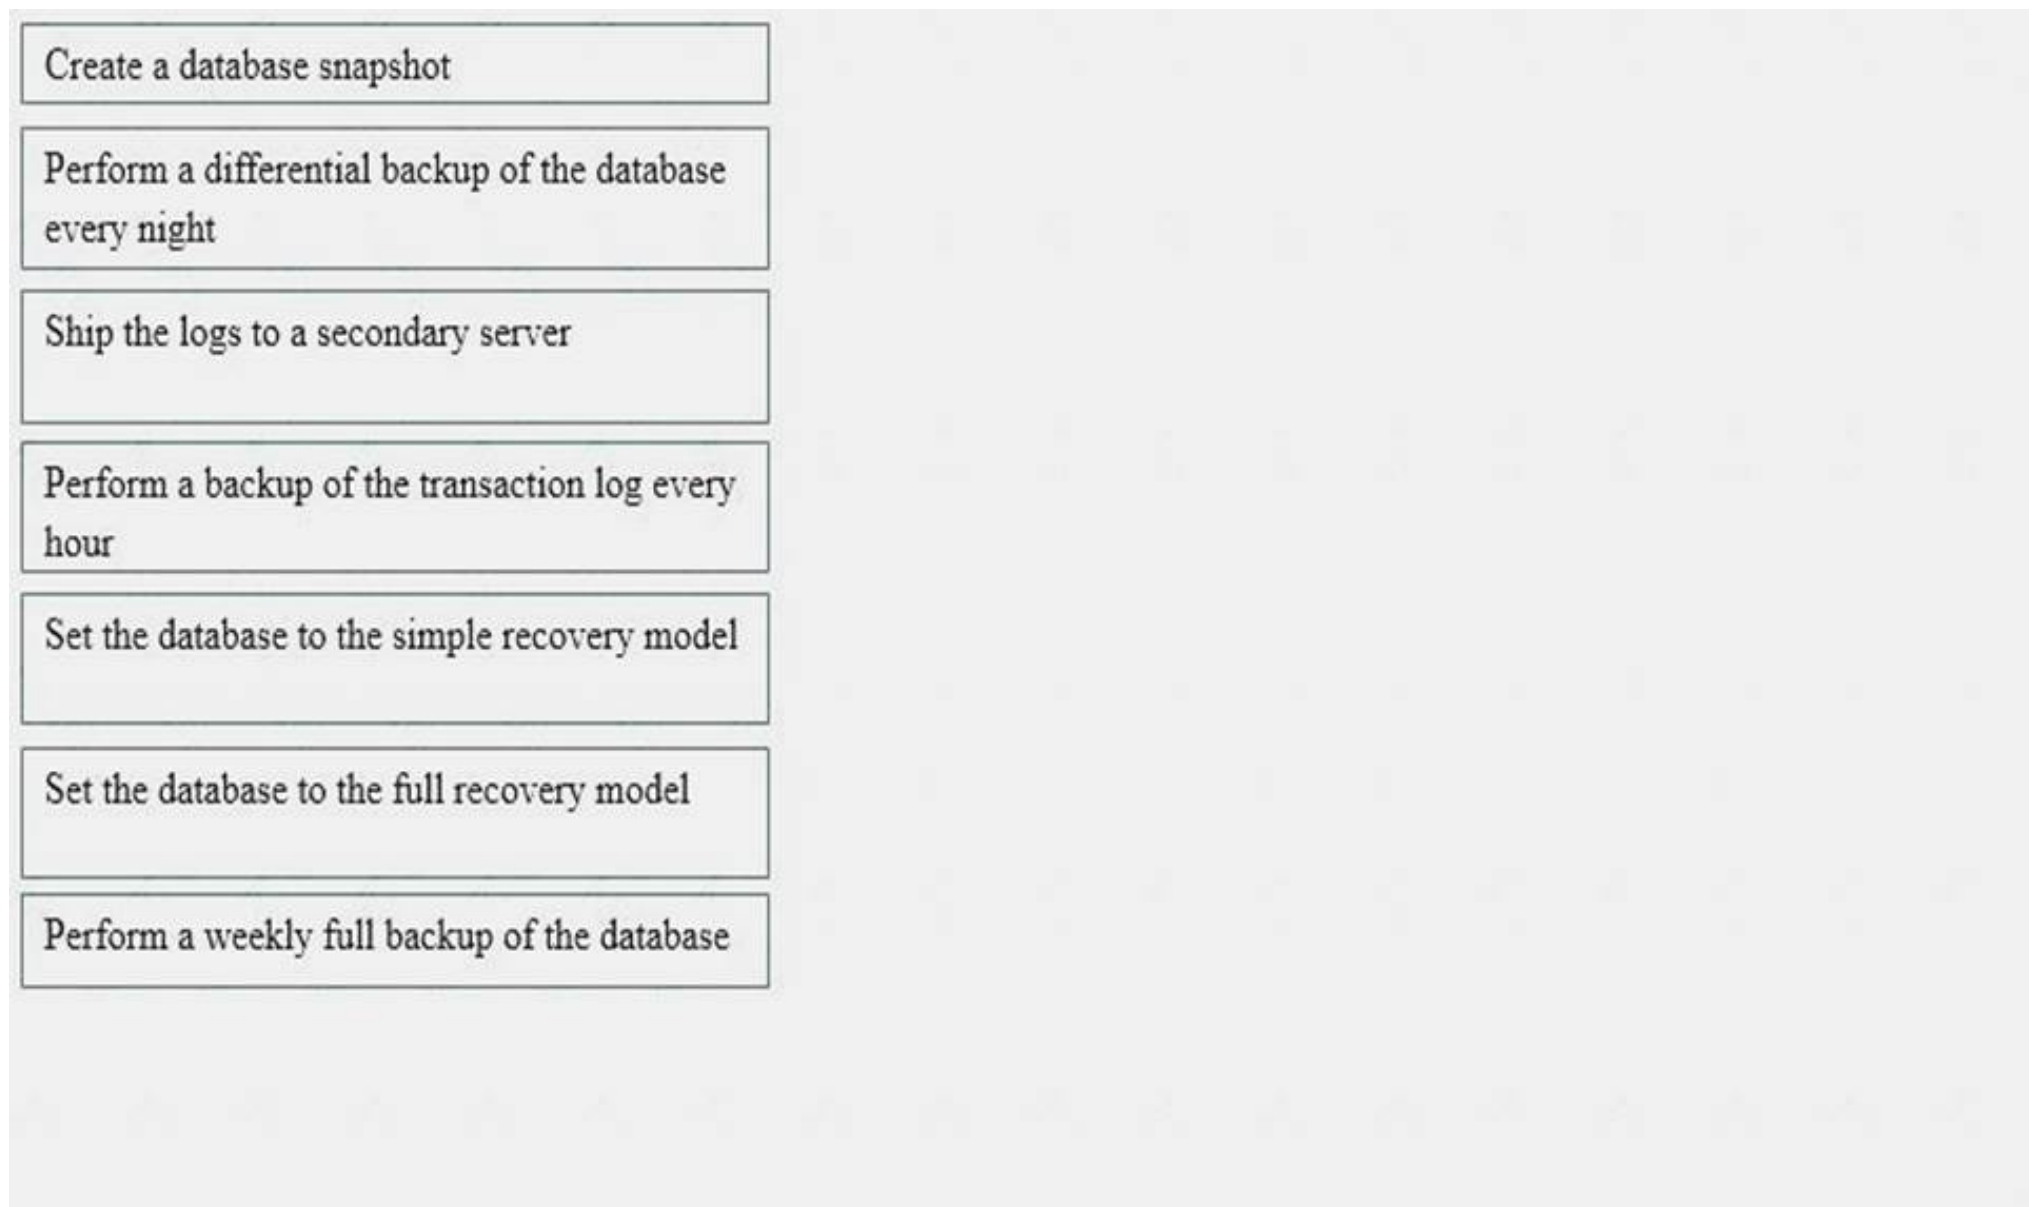 Create a database snapshot
Perform a differential backup of the database
every night
Ship the logs to a secondary server
Perform a backup of the transaction log every
hour
Set the database to the simple recovery model
Set the database to the full recovery model
Perform a weekly full backup of the database